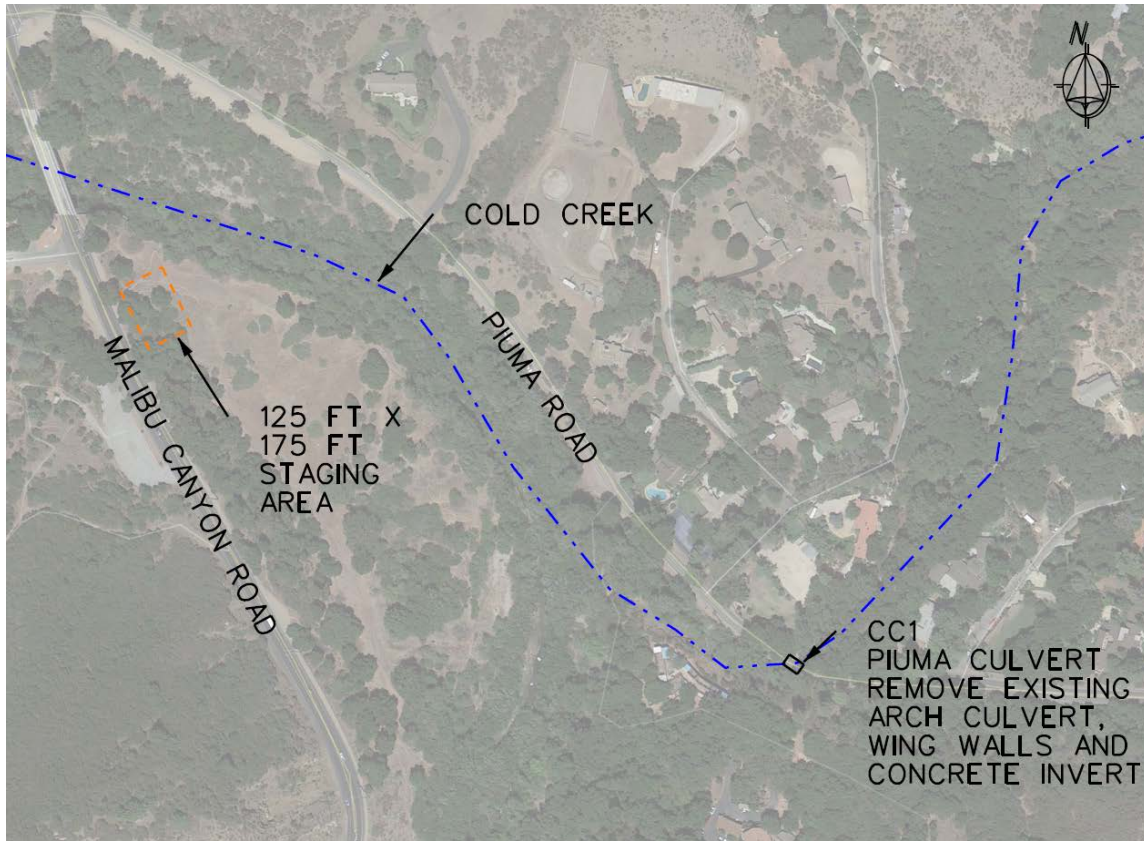 N
COLD CREEK
PIUMA ROAD
MALIBU CANYON ROAD
125 FT X
175 FT
STAGING
AREA
CC1
PIUMA CULVERT
REMOVE EXISTING
ARCH CULVERT,
WING WALLS AND
CONCRETE INVERT